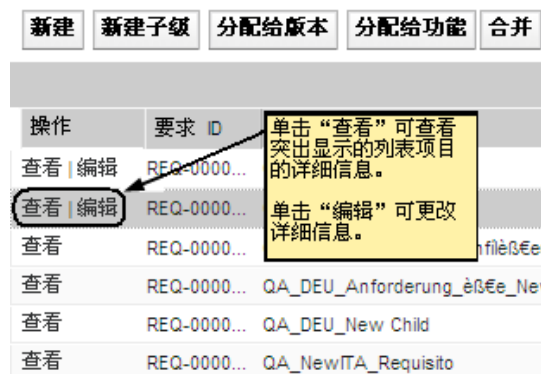 新建 新建子级 分配给版本 分配给功能 合并
操作 要求 ID
单击“查看”可查看
突出显示的列表项目
的详细信息。
单击“编辑”可更改
详细信息。
查看 | 编辑 REQ-0000...
查看 | 编辑 REQ-0000...
查看 REQ-0000... nfilèß€e
查看 REQ-0000... QA_DEU_Anforderung_èß€e_Nev
查看 REQ-0000... QA_DEU_New Child
查看 REQ-0000... QA_NewITA_Requisito